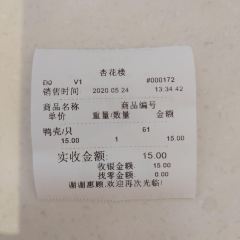 杏花楼
DQ V1 #000172
销售时间 2020.05.24 13:34:42
商品名称 商品编号
单价 重量/数量 金额
鸭壳/只 61
15.00 1 15.00
实收金额: 15.00
收银金额: 15.00
找零金额: 0.00
谢谢惠顾,欢迎再次光临!